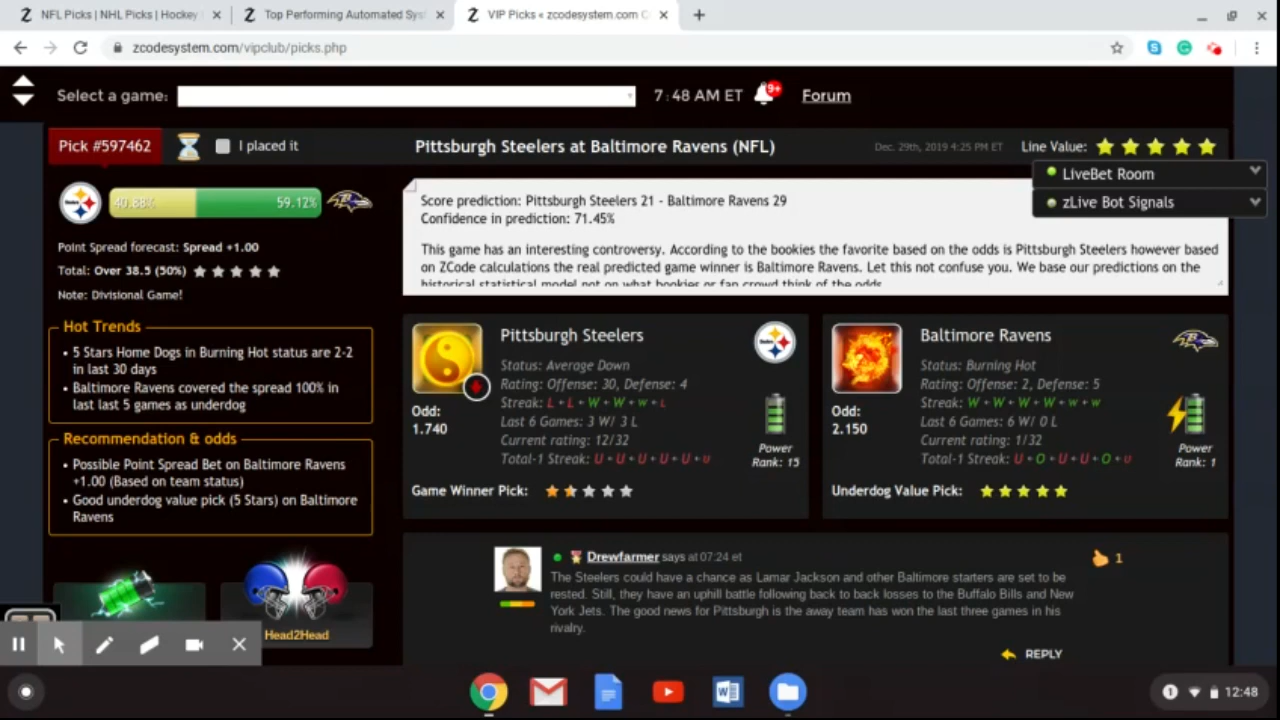 NFL Picks | NHL Picks | Hockey
Top Performing Automated Sys
VIP Picks « zcodesystem.com C
zcodesystem.com/vipclub/picks.php
Select a game:
7:48 AM ET
9+
Forum
Pick #597462
I placed it
Pittsburgh Steelers at Baltimore Ravens (NFL)
Dec. 29th, 2019 4:25 PM ET
Line Value:
LiveBet Room
zLive Bot Signals
40.88%
59.12%
Point Spread forecast: Spread +1.00
Total: Over 38.5 (50%)
Note: Divisional Game!
Score prediction: Pittsburgh Steelers 21 - Baltimore Ravens 29
Confidence in prediction: 71.45%
This game has an interesting controversy. According to the bookies the favorite based on the odds is Pittsburgh Steelers however based
on ZCode calculations the real predicted game winner is Baltimore Ravens. Let this not confuse you. We base our predictions on the
historical statistical model not on what bookies or fan crowd think of the odds
Hot Trends
• 5 Stars Home Dogs in Burning Hot status are 2-2
in last 30 days
• Baltimore Ravens covered the spread 100% in
last last 5 games as underdog
Recommendation & odds
• Possible Point Spread Bet on Baltimore Ravens
+1.00 (Based on team status)
• Good underdog value pick (5 Stars) on Baltimore
Ravens
Head2Head
Pittsburgh Steelers
Status: Average Down
Rating: Offense: 30, Defense: 4
Streak: L + L + W + W + w + L
Last 6 Games: 3 W/ 3 L
Current rating: 12/32
Total-1 Streak: U + U + U + U + U + U
Odd:
1.740
Power
Rank: 15
Game Winner Pick:
Baltimore Ravens
Status: Burning Hot
Rating: Offense: 2, Defense: 5
Streak: W + W + W + W + w + w
Last 6 Games: 6 W/ 0 L
Current rating: 1/32
Total-1 Streak: U + O + U + U + O + U
Odd:
2.150
Power
Rank: 1
Underdog Value Pick:
Drewfarmer says at 07:24 et
1
The Steelers could have a chance as Lamar Jackson and other Baltimore starters are set to be
rested. Still, they have an uphill battle following back to back losses to the Buffalo Bills and New
York Jets. The good news for Pittsburgh is the away team has won the last three games in his
rivalry.
REPLY
1
12:48